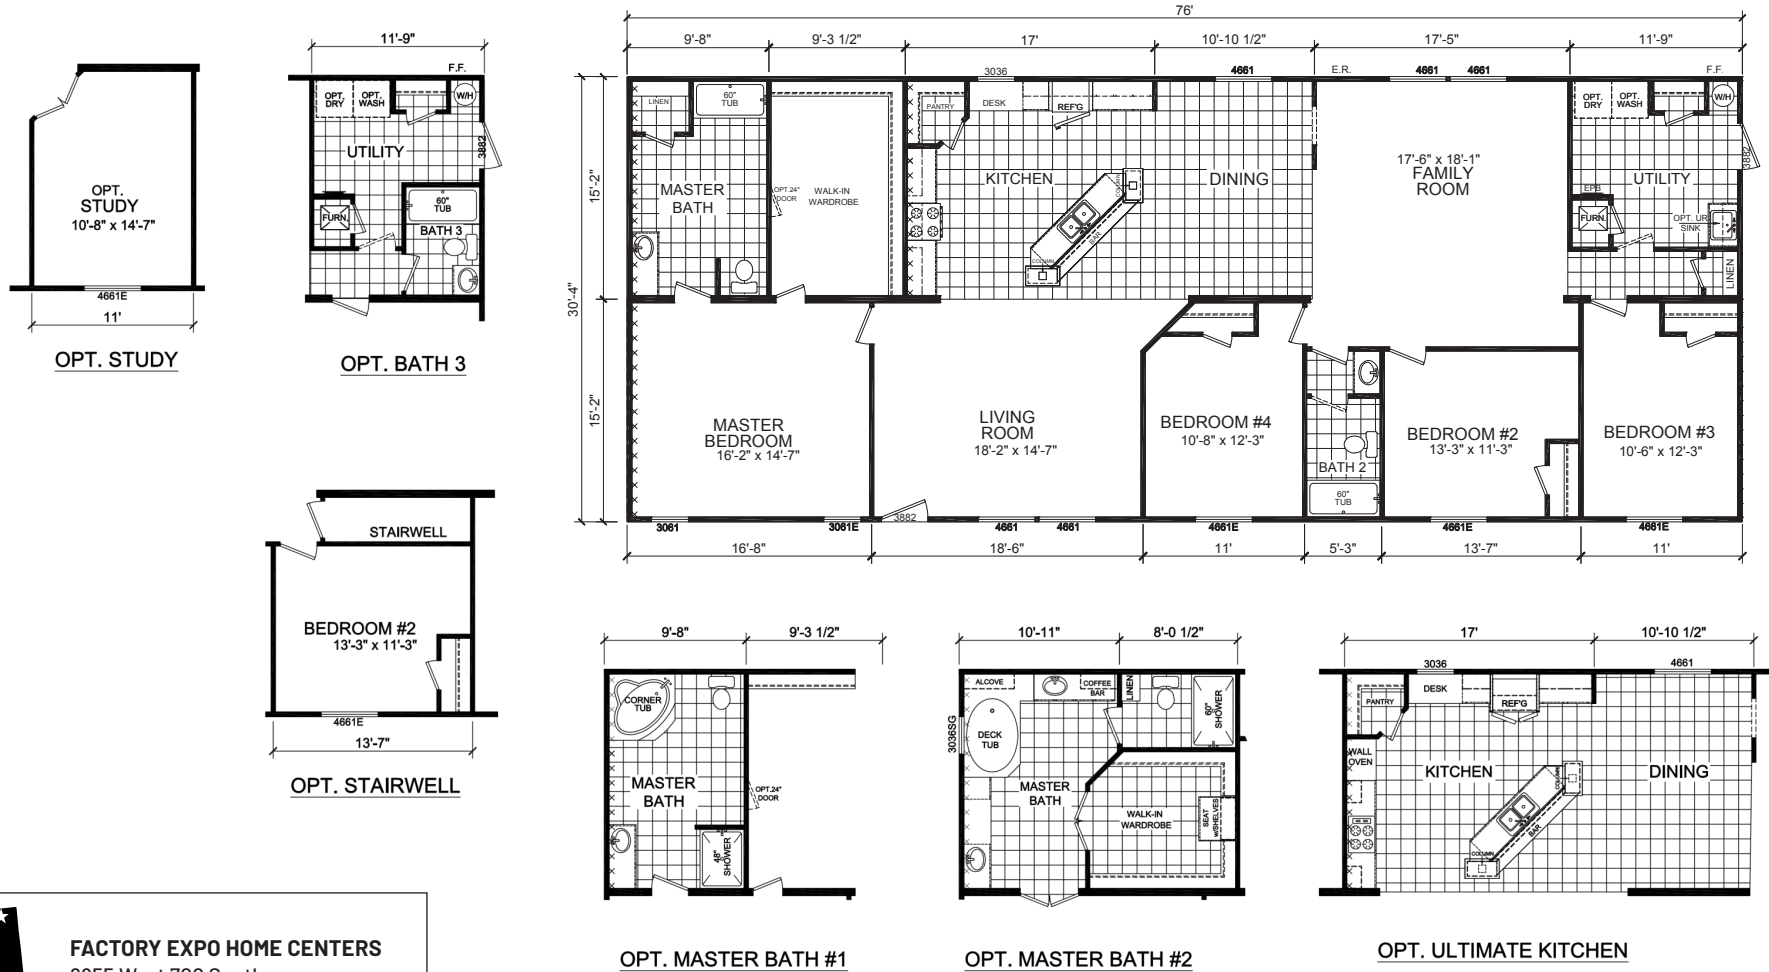 76'
9'-8"
9'-3 1/2"
17'
10'-10 1/2"
17'-5"
11'-9"
3036
4661
E.R.
4661
4661
F.F.
30'-4"
15'-2"
15'-2"
LINEN
60"
TUB
MASTER
BATH
OPT.24"
DOOR
WALK-IN
WARDROBE
PANTRY
DESK
REF'G
KITCHEN
COLUMN
BAR
COLUMN
DINING
17'-6" x 18'-1"
FAMILY
ROOM
OPT.
DRY
OPT.
WASH
W/H
3882
UTILITY
EPB
FURN.
OPT. UR
SINK
LINEN
MASTER
BEDROOM
16'-2" x 14'-7"
LIVING
ROOM
18'-2" x 14'-7"
BEDROOM #4
10'-8" x 12'-3"
BATH 2
60"
TUB
BEDROOM #2
13'-3" x 11'-3"
BEDROOM #3
10'-6" x 12'-3"
3061
3061E
3882
4661
4661
4661E
4661E
4661E
16'-8"
18'-6"
11'
5'-3"
13'-7"
11'
OPT.
STUDY
10'-8" x 14'-7"
4661E
11'
OPT. STUDY
11'-9"
F.F.
OPT.
DRY
OPT.
WASH
W/H
3882
UTILITY
60"
TUB
FURN.
BATH 3
OPT. BATH 3
STAIRWELL
BEDROOM #2
13'-3" x 11'-3"
4661E
13'-7"
OPT. STAIRWELL
9'-8"
9'-3 1/2"
CORNER
TUB
MASTER
BATH
OPT.24"
DOOR
48"
SHOWER
OPT. MASTER BATH #1
10'-11"
8'-0 1/2"
ALCOVE
COFFEE
BAR
LINEN
60"
SHOWER
3036SG
DECK
TUB
MASTER
BATH
WALK-IN
WARDROBE
SEAT
w/SHELVES
OPT. MASTER BATH #2
17'
10'-10 1/2"
3036
4661
PANTRY
DESK
REF'G
WALL
OVEN
KITCHEN
COLUMN
BAR
COLUMN
DINING
OPT. ULTIMATE KITCHEN
FACTORY EXPO HOME CENTERS